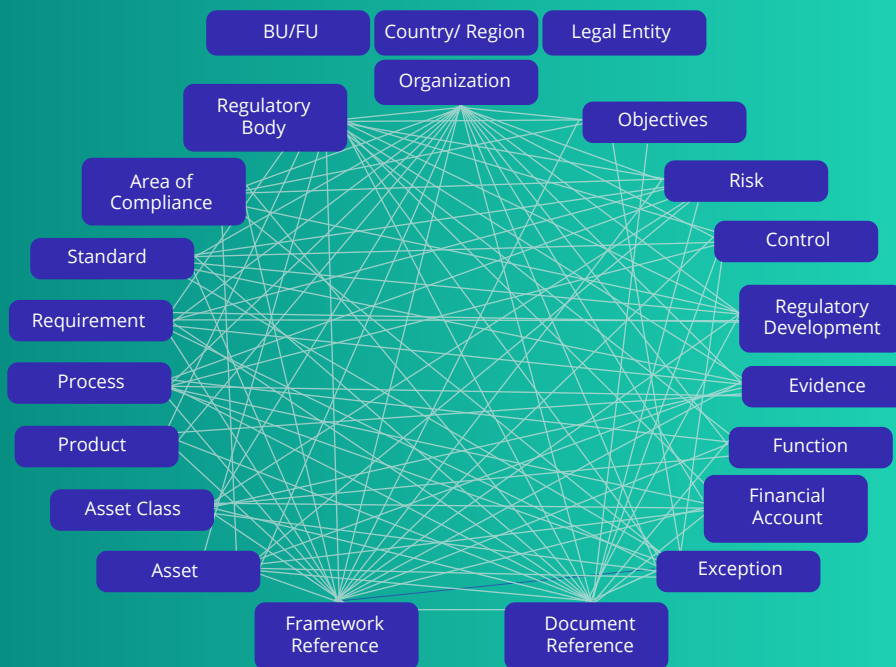 BU/FU
Country/ Region
Legal Entity
Organization
Regulatory
Body
Objectives
Area of
Compliance
Risk
Standard
Control
Requirement
Regulatory
Development
Process
Evidence
Product
Function
Asset Class
Financial
Account
Asset
Exception
Framework
Reference
Document
Reference